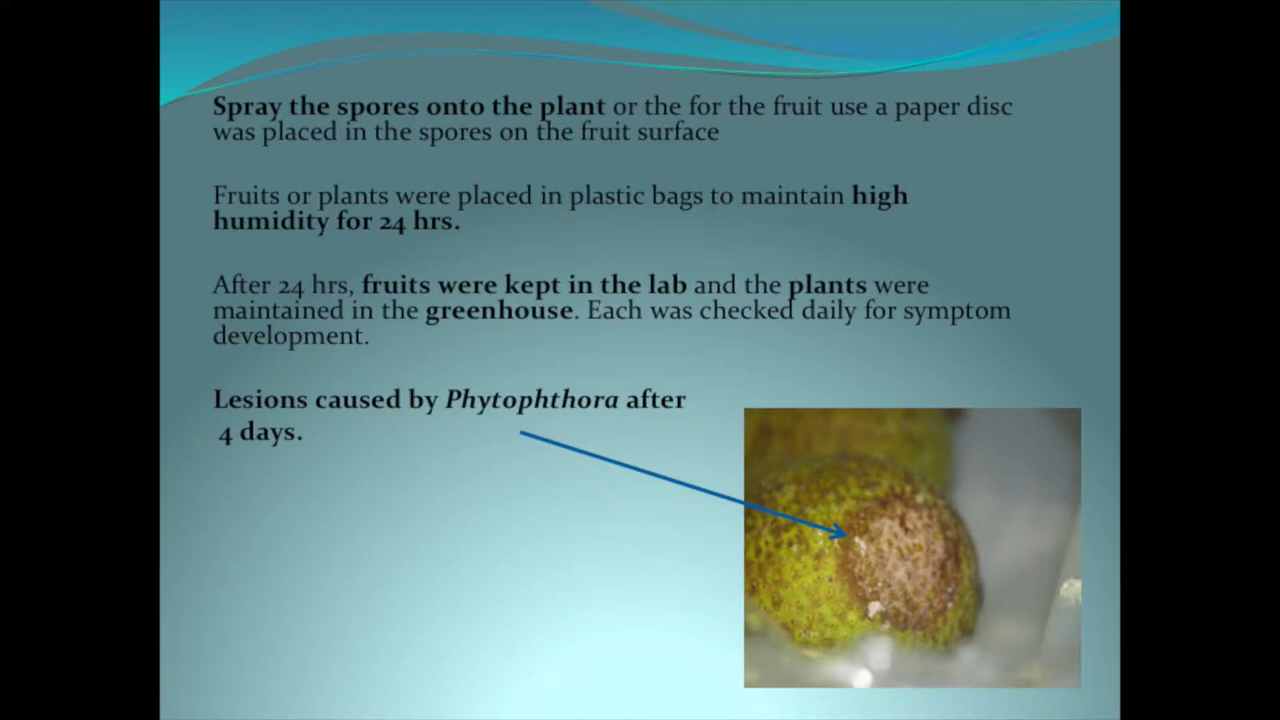 Spray the spores onto the plant or the for the fruit use a paper disc
was placed in the spores on the fruit surface
Fruits or plants were placed in plastic bags to maintain high
humidity for 24 hrs.
After 24 hrs, fruits were kept in the lab and the plants were
maintained in the greenhouse. Each was checked daily for symptom
development.
Lesions caused by Phytophthora after
4 days.